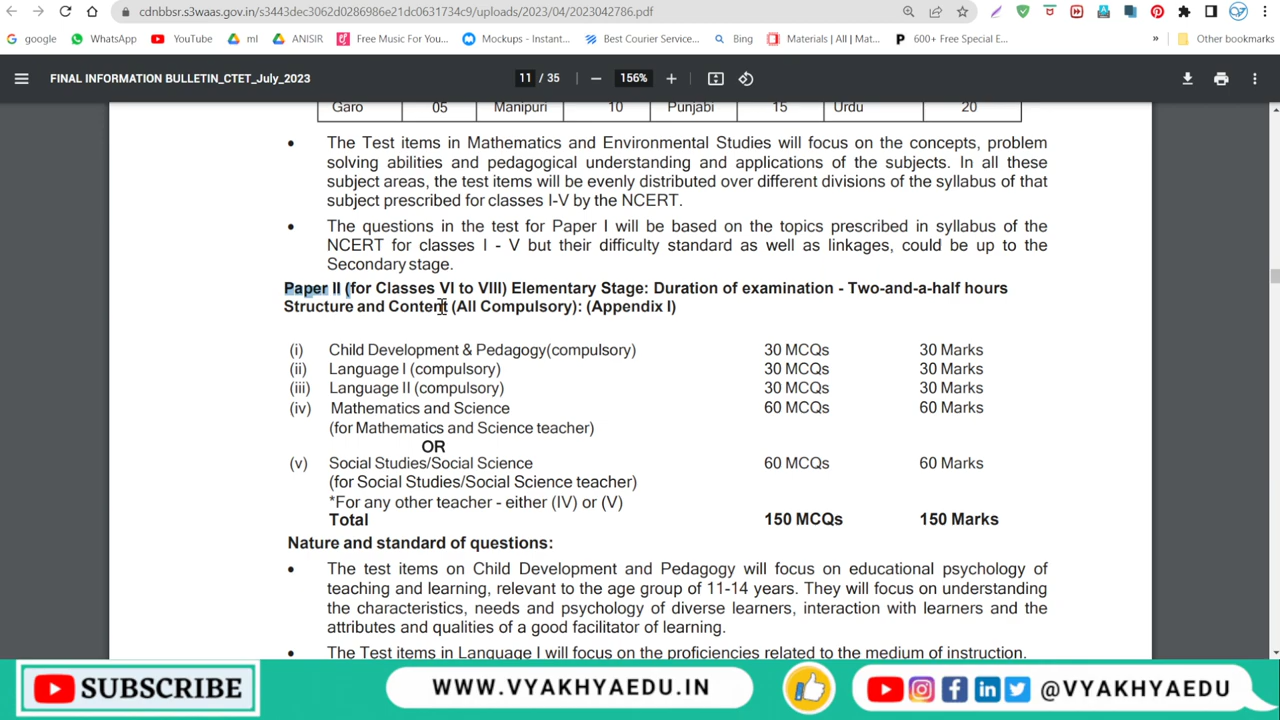 cdnbbsr.s3waas.gov.in/s3443dec3062d0286986e21dc0631734c9/uploads/2023/04/2023042786.pdf
google WhatsApp YouTube ml ANISIR Free Music For You... Mockups - Instant... Best Courier Service... Bing Materials | All | Mat... 600+ Free Special E... » Other bookmarks
FINAL INFORMATION BULLETIN_CTET_July_2023 11 / 35 − 156% +
Garo 05 Manipuri 10 Punjabi 15 Urdu 20
• The Test items in Mathematics and Environmental Studies will focus on the concepts, problem
solving abilities and pedagogical understanding and applications of the subjects. In all these
subject areas, the test items will be evenly distributed over different divisions of the syllabus of that
subject prescribed for classes I-V by the NCERT.
• The questions in the test for Paper I will be based on the topics prescribed in syllabus of the
NCERT for classes I - V but their difficulty standard as well as linkages, could be up to the
Secondary stage.
Paper II (for Classes VI to VIII) Elementary Stage: Duration of examination - Two-and-a-half hours
Structure and Content (All Compulsory): (Appendix I)
(i) Child Development & Pedagogy(compulsory) 30 MCQs 30 Marks
(ii) Language I (compulsory) 30 MCQs 30 Marks
(iii) Language II (compulsory) 30 MCQs 30 Marks
(iv) Mathematics and Science 60 MCQs 60 Marks
(for Mathematics and Science teacher)
OR
(v) Social Studies/Social Science 60 MCQs 60 Marks
(for Social Studies/Social Science teacher)
*For any other teacher - either (IV) or (V)
Total 150 MCQs 150 Marks
Nature and standard of questions:
• The test items on Child Development and Pedagogy will focus on educational psychology of
teaching and learning, relevant to the age group of 11-14 years. They will focus on understanding
the characteristics, needs and psychology of diverse learners, interaction with learners and the
attributes and qualities of a good facilitator of learning.
• The Test items in Language I will focus on the proficiencies related to the medium of instruction.
SUBSCRIBE WWW.VYAKHYAEDU.IN @VYAKHYAEDU